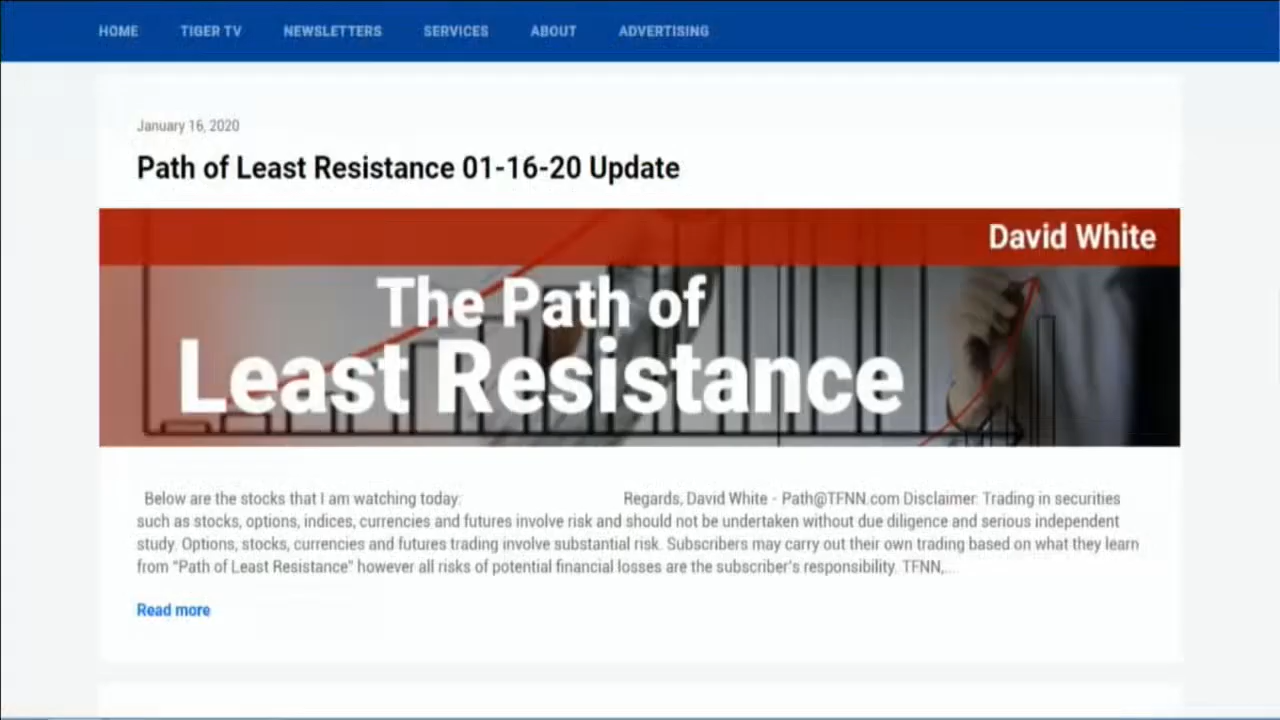 HOME TIGER TV NEWSLETTERS SERVICES ABOUT ADVERTISING
January 16, 2020
Path of Least Resistance 01-16-20 Update
David White
The Path of
Least Resistance
Below are the stocks that I am watching today: Regards, David White - Path@TFNN.com Disclaimer: Trading in securities
such as stocks, options, indices, currencies and futures involve risk and should not be undertaken without due diligence and serious independent
study. Options, stocks, currencies and futures trading involve substantial risk. Subscribers may carry out their own trading based on what they learn
from “Path of Least Resistance” however all risks of potential financial losses are the subscriber’s responsibility. TFNN,...
Read more